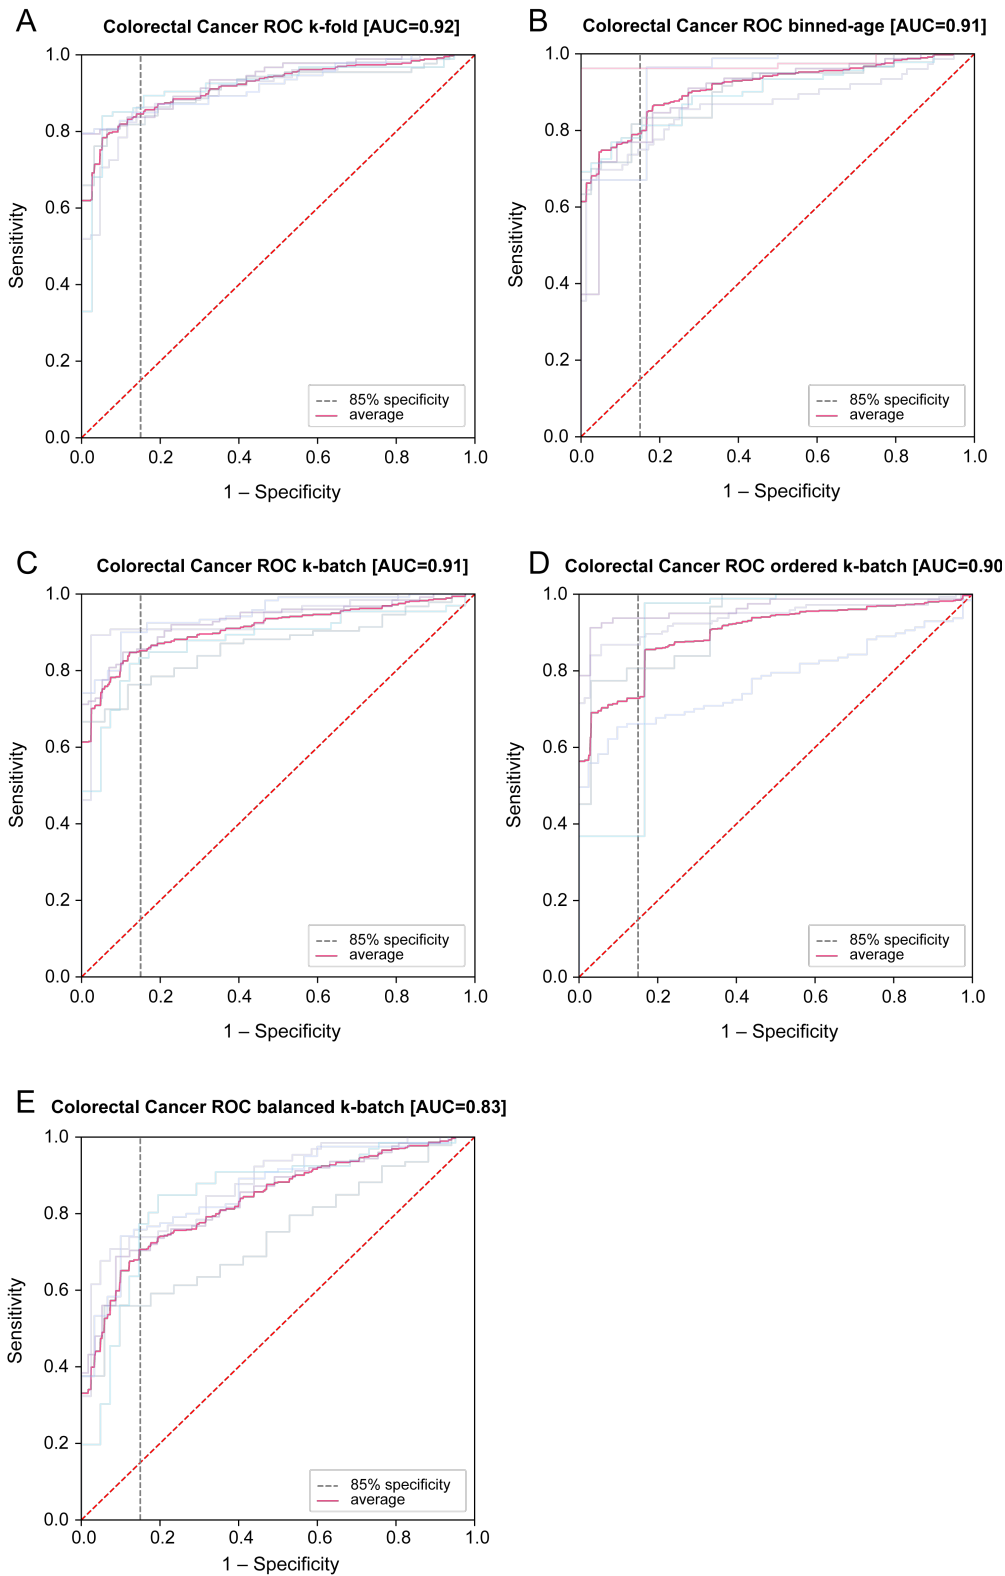 A
Colorectal Cancer ROC k-fold [AUC=0.92]
1.0
0.8
0.6
0.4
0.2
0.0
Sensitivity
85% specificity
average
0.0 0.2 0.4 0.6 0.8 1.0
1 – Specificity
B
Colorectal Cancer ROC binned-age [AUC=0.91]
1.0
0.8
0.6
0.4
0.2
0.0
Sensitivity
85% specificity
average
0.0 0.2 0.4 0.6 0.8 1.0
1 – Specificity
C
Colorectal Cancer ROC k-batch [AUC=0.91]
1.0
0.8
0.6
0.4
0.2
0.0
Sensitivity
85% specificity
average
0.0 0.2 0.4 0.6 0.8 1.0
1 – Specificity
D
Colorectal Cancer ROC ordered k-batch [AUC=0.90
1.0
0.8
0.6
0.4
0.2
0.0
Sensitivity
85% specificity
average
0.0 0.2 0.4 0.6 0.8 1.0
1 – Specificity
E
Colorectal Cancer ROC balanced k-batch [AUC=0.83]
1.0
0.8
0.6
0.4
0.2
0.0
Sensitivity
85% specificity
average
0.0 0.2 0.4 0.6 0.8 1.0
1 – Specificity